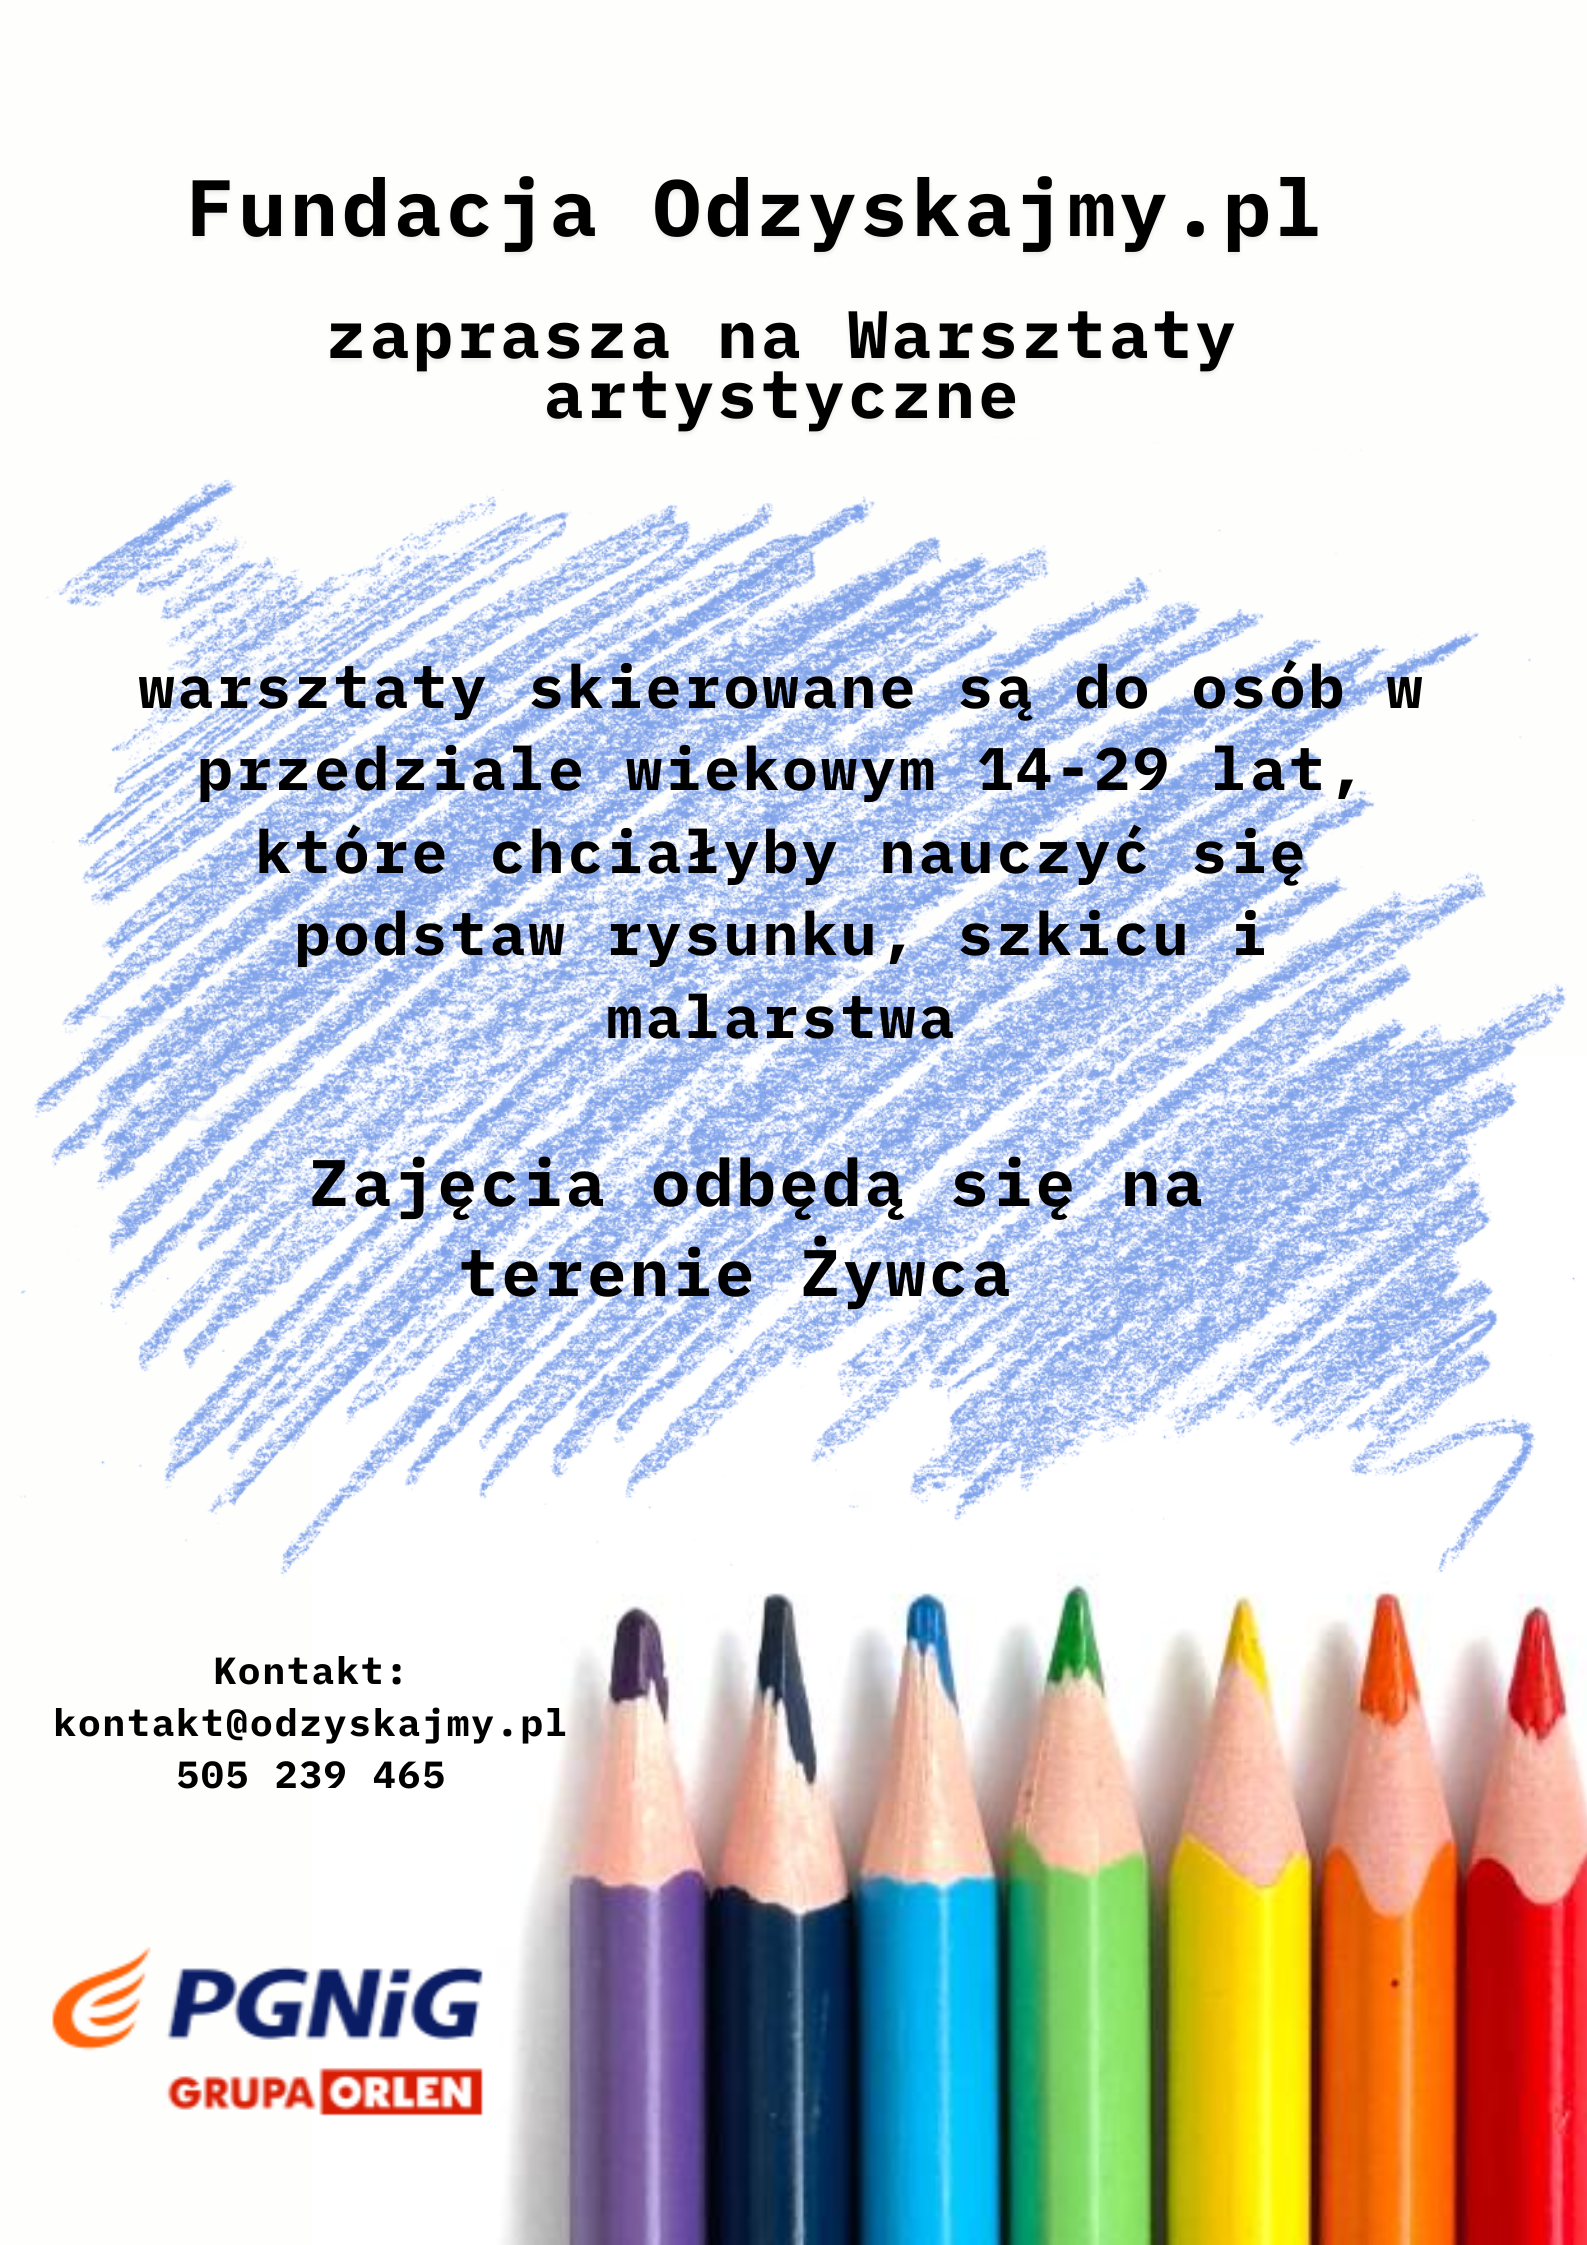 Fundacja Odzyskajmy.pl
zaprasza na Warsztaty
artystyczne
warsztaty skierowane są do osób w
przedziale wiekowym 14-29 lat,
które chciałyby nauczyć się
podstaw rysunku, szkicu i
malarstwa
Zajęcia odbędą się na
terenie Żywca
Kontakt:
kontakt@odzyskajmy.pl
505 239 465
PGNiG
GRUPA ORLEN